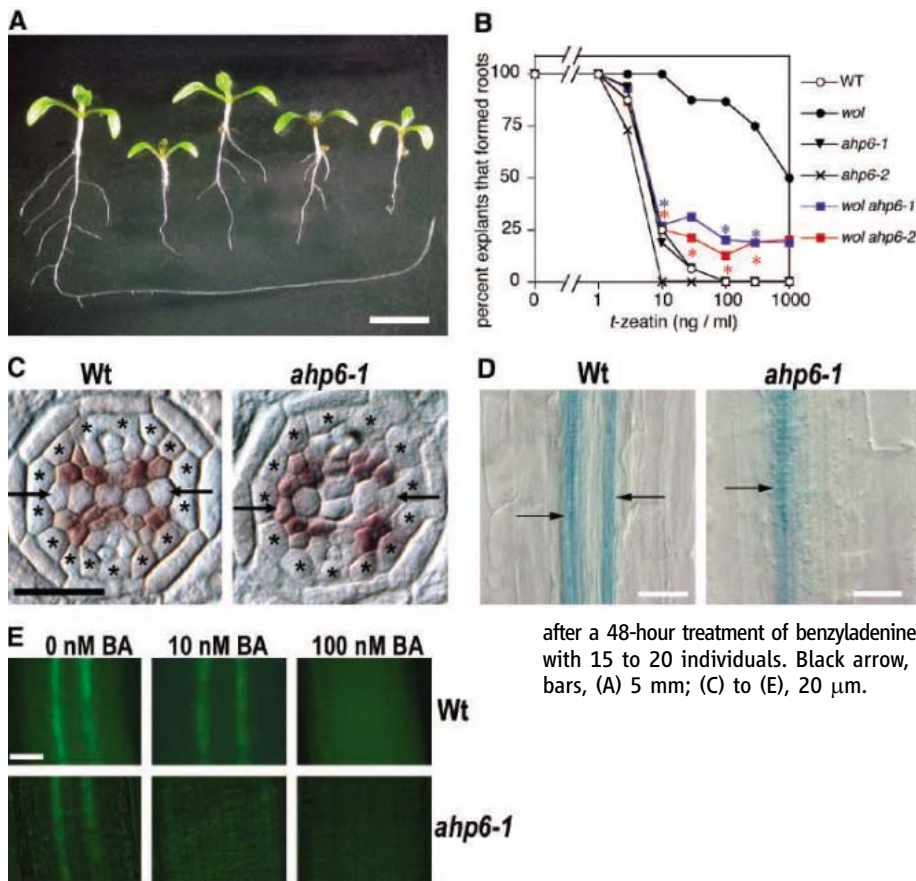 A
B
percent explants that formed roots
100
75
50
25
0
0
1
10
100
1000
t-zeatin (ng / ml)
WT
wol
ahp6-1
ahp6-2
wol ahp6-1
wol ahp6-2
C
Wt
ahp6-1
D
Wt
ahp6-1
after a 48-hour treatment of benzyladenine
with 15 to 20 individuals. Black arrow,
bars, (A) 5 mm; (C) to (E), 20 μm.
E
0 nM BA
10 nM BA
100 nM BA
Wt
ahp6-1